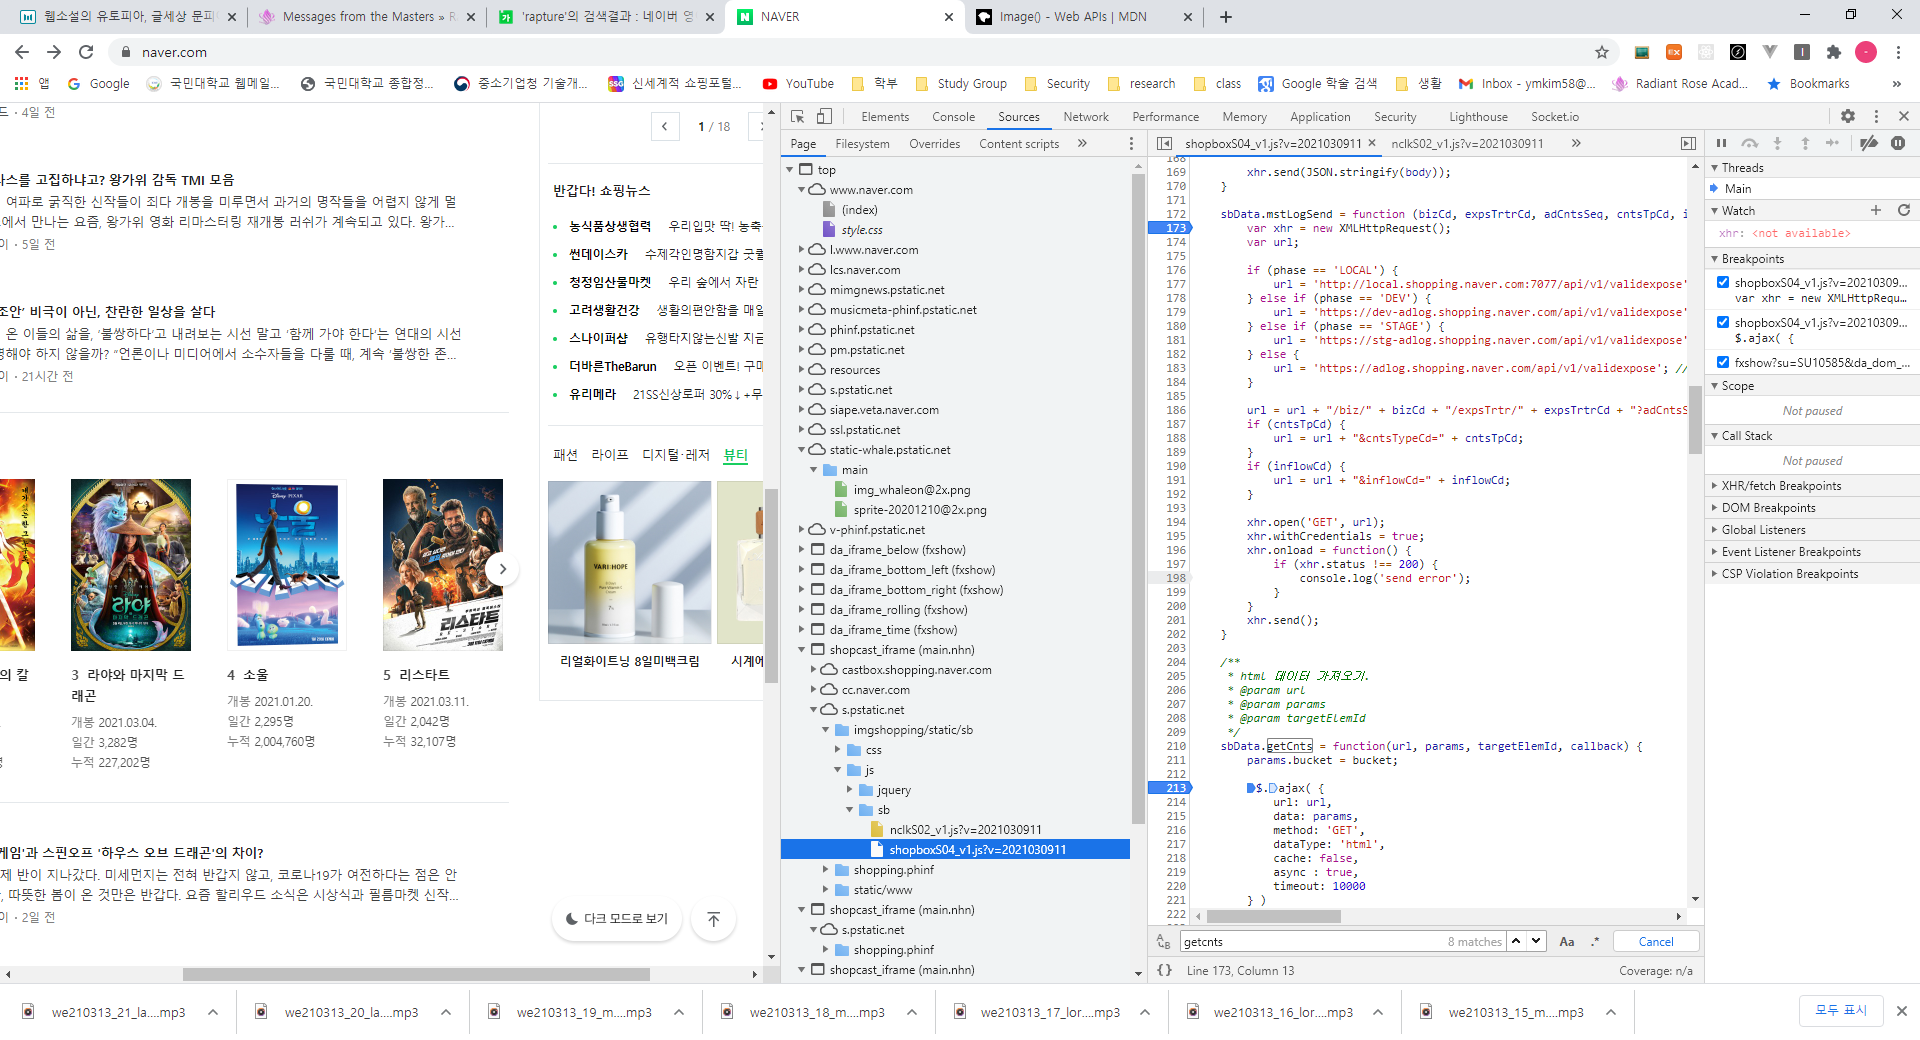 웹소설의 유토피아, 글세상 문피
Messages from the Masters » R
'rapture'의 검색결과 : 네이버 영
NAVER
Image() - Web APIs | MDN
naver.com
앱
Google
국민대학교 웹메일...
국민대학교 종합정...
중소기업청 기술개...
신세계적 쇼핑포털...
YouTube
학부
Study Group
Security
research
class
Google 학술 검색
생활
Inbox - ymkim58@...
Radiant Rose Acad...
Bookmarks
드 · 4일 전
라스를 고집하냐고? 왕가위 감독 TMI 모음
여파로 굵직한 신작들이 죄다 개봉을 미루면서 과거의 명작들을 어렵지 않게 멀
에서 만나는 요즘, 왕가위 영화 리마스터링 재개봉 러쉬가 계속되고 있다. 왕가...
이 · 5일 전
조안’ 비극이 아닌, 찬란한 일상을 살다
온 이들의 삶을, ‘불쌍하다’고 내려보는 시선 말고 ‘함께 가야 한다’는 연대의 시선
명해야 하지 않을까? “언론이나 미디어에서 소수자들을 다룰 때, 계속 ‘불쌍한 존...
이 · 21시간 전
의 칼
3 라야와 마지막 드
래곤
개봉 2021.03.04.
일간 3,282명
누적 227,202명
4 소울
개봉 2021.01.20.
일간 2,295명
누적 2,004,760명
5 리스타트
개봉 2021.03.11.
일간 2,042명
누적 32,107명
게임'과 스핀오프 '하우스 오브 드래곤'의 차이?
제 반이 지나갔다. 미세먼지는 전혀 반갑지 않고, 코로나19가 여전하다는 점은 안
, 따뜻한 봄이 온 것만은 반갑다. 요즘 할리우드 소식은 시상식과 필름마켓 신작...
이 · 2일 전
1 / 18
반갑다! 쇼핑뉴스
농식품상생협력 우리입맛 딱! 농축
썬데이스카 수제각인명함지갑 굿퀄
청정임산물마켓 우리 숲에서 자란
고려생활건강 생활의편안함을 매일
스나이퍼샵 유행타지않는신발 지금
더바른TheBarun 오픈 이벤트! 구매
유리메라 21SS신상로퍼 30%↓+무
패션 라이프 디지털·레저 뷰티
VARI:HOPE
리얼화이트닝 8일미백크림
시계에
다크 모드로 보기
Elements Console Sources Network Performance Memory Application Security Lighthouse Socket.io
Page Filesystem Overrides Content scripts
top
www.naver.com
(index)
style.css
l.www.naver.com
lcs.naver.com
mimgnews.pstatic.net
musicmeta-phinf.pstatic.net
phinf.pstatic.net
pm.pstatic.net
resources
s.pstatic.net
siape.veta.naver.com
ssl.pstatic.net
static-whale.pstatic.net
main
img_whaleon@2x.png
sprite-20201210@2x.png
v-phinf.pstatic.net
da_iframe_below (fxshow)
da_iframe_bottom_left (fxshow)
da_iframe_bottom_right (fxshow)
da_iframe_rolling (fxshow)
da_iframe_time (fxshow)
shopcast_iframe (main.nhn)
castbox.shopping.naver.com
cc.naver.com
s.pstatic.net
imgshopping/static/sb
css
js
jquery
sb
nclkS02_v1.js?v=2021030911
shopboxS04_v1.js?v=2021030911
shopping.phinf
static/www
shopcast_iframe (main.nhn)
s.pstatic.net
shopping.phinf
shopcast_iframe (main.nhn)
shopboxS04_v1.js?v=2021030911
nclkS02_v1.js?v=2021030911
168
169 xhr.send(JSON.stringify(body));
170 }
171
172 sbData.mstLogSend = function (bizCd, expsTrtrCd, adCntsSeq, cntsTpCd, i
173 var xhr = new XMLHttpRequest();
174 var url;
175
176 if (phase == 'LOCAL') {
177 url = 'http://local.shopping.naver.com:7077/api/v1/validexpose'
178 } else if (phase == 'DEV') {
179 url = 'https://dev-adlog.shopping.naver.com/api/v1/validexpose'
180 } else if (phase == 'STAGE') {
181 url = 'https://stg-adlog.shopping.naver.com/api/v1/validexpose'
182 } else {
183 url = 'https://adlog.shopping.naver.com/api/v1/validexpose'; //
184 }
185
186 url = url + "/biz/" + bizCd + "/expsTrtr/" + expsTrtrCd + "?adCntsS
187 if (cntsTpCd) {
188 url = url + "&cntsTypeCd=" + cntsTpCd;
189 }
190 if (inflowCd) {
191 url = url + "&inflowCd=" + inflowCd;
192 }
193
194 xhr.open('GET', url);
195 xhr.withCredentials = true;
196 xhr.onload = function() {
197 if (xhr.status !== 200) {
198 console.log('send error');
199 }
200 }
201 xhr.send();
202 }
203
204 /**
205 * html 데이터 가져오기.
206 * @param url
207 * @param params
208 * @param targetElemId
209 */
210 sbData.getCnts = function(url, params, targetElemId, callback) {
211 params.bucket = bucket;
212
213 $.ajax( {
214 url: url,
215 data: params,
216 method: 'GET',
217 dataType: 'html',
218 cache: false,
219 async : true,
220 timeout: 10000
221 } )
222
getcnts 8 matches Aa .* Cancel
{} Line 173, Column 13 Coverage: n/a
Threads
Main
Watch
xhr: <not available>
Breakpoints
shopboxS04_v1.js?v=20210309...
var xhr = new XMLHttpRequ...
shopboxS04_v1.js?v=20210309...
$.ajax( {
fxshow?su=SU10585&da_dom_...
Scope
Not paused
Call Stack
Not paused
XHR/fetch Breakpoints
DOM Breakpoints
Global Listeners
Event Listener Breakpoints
CSP Violation Breakpoints
we210313_21_la....mp3
we210313_20_la....mp3
we210313_19_m....mp3
we210313_18_m....mp3
we210313_17_lor....mp3
we210313_16_lor....mp3
we210313_15_m....mp3
모두 표시